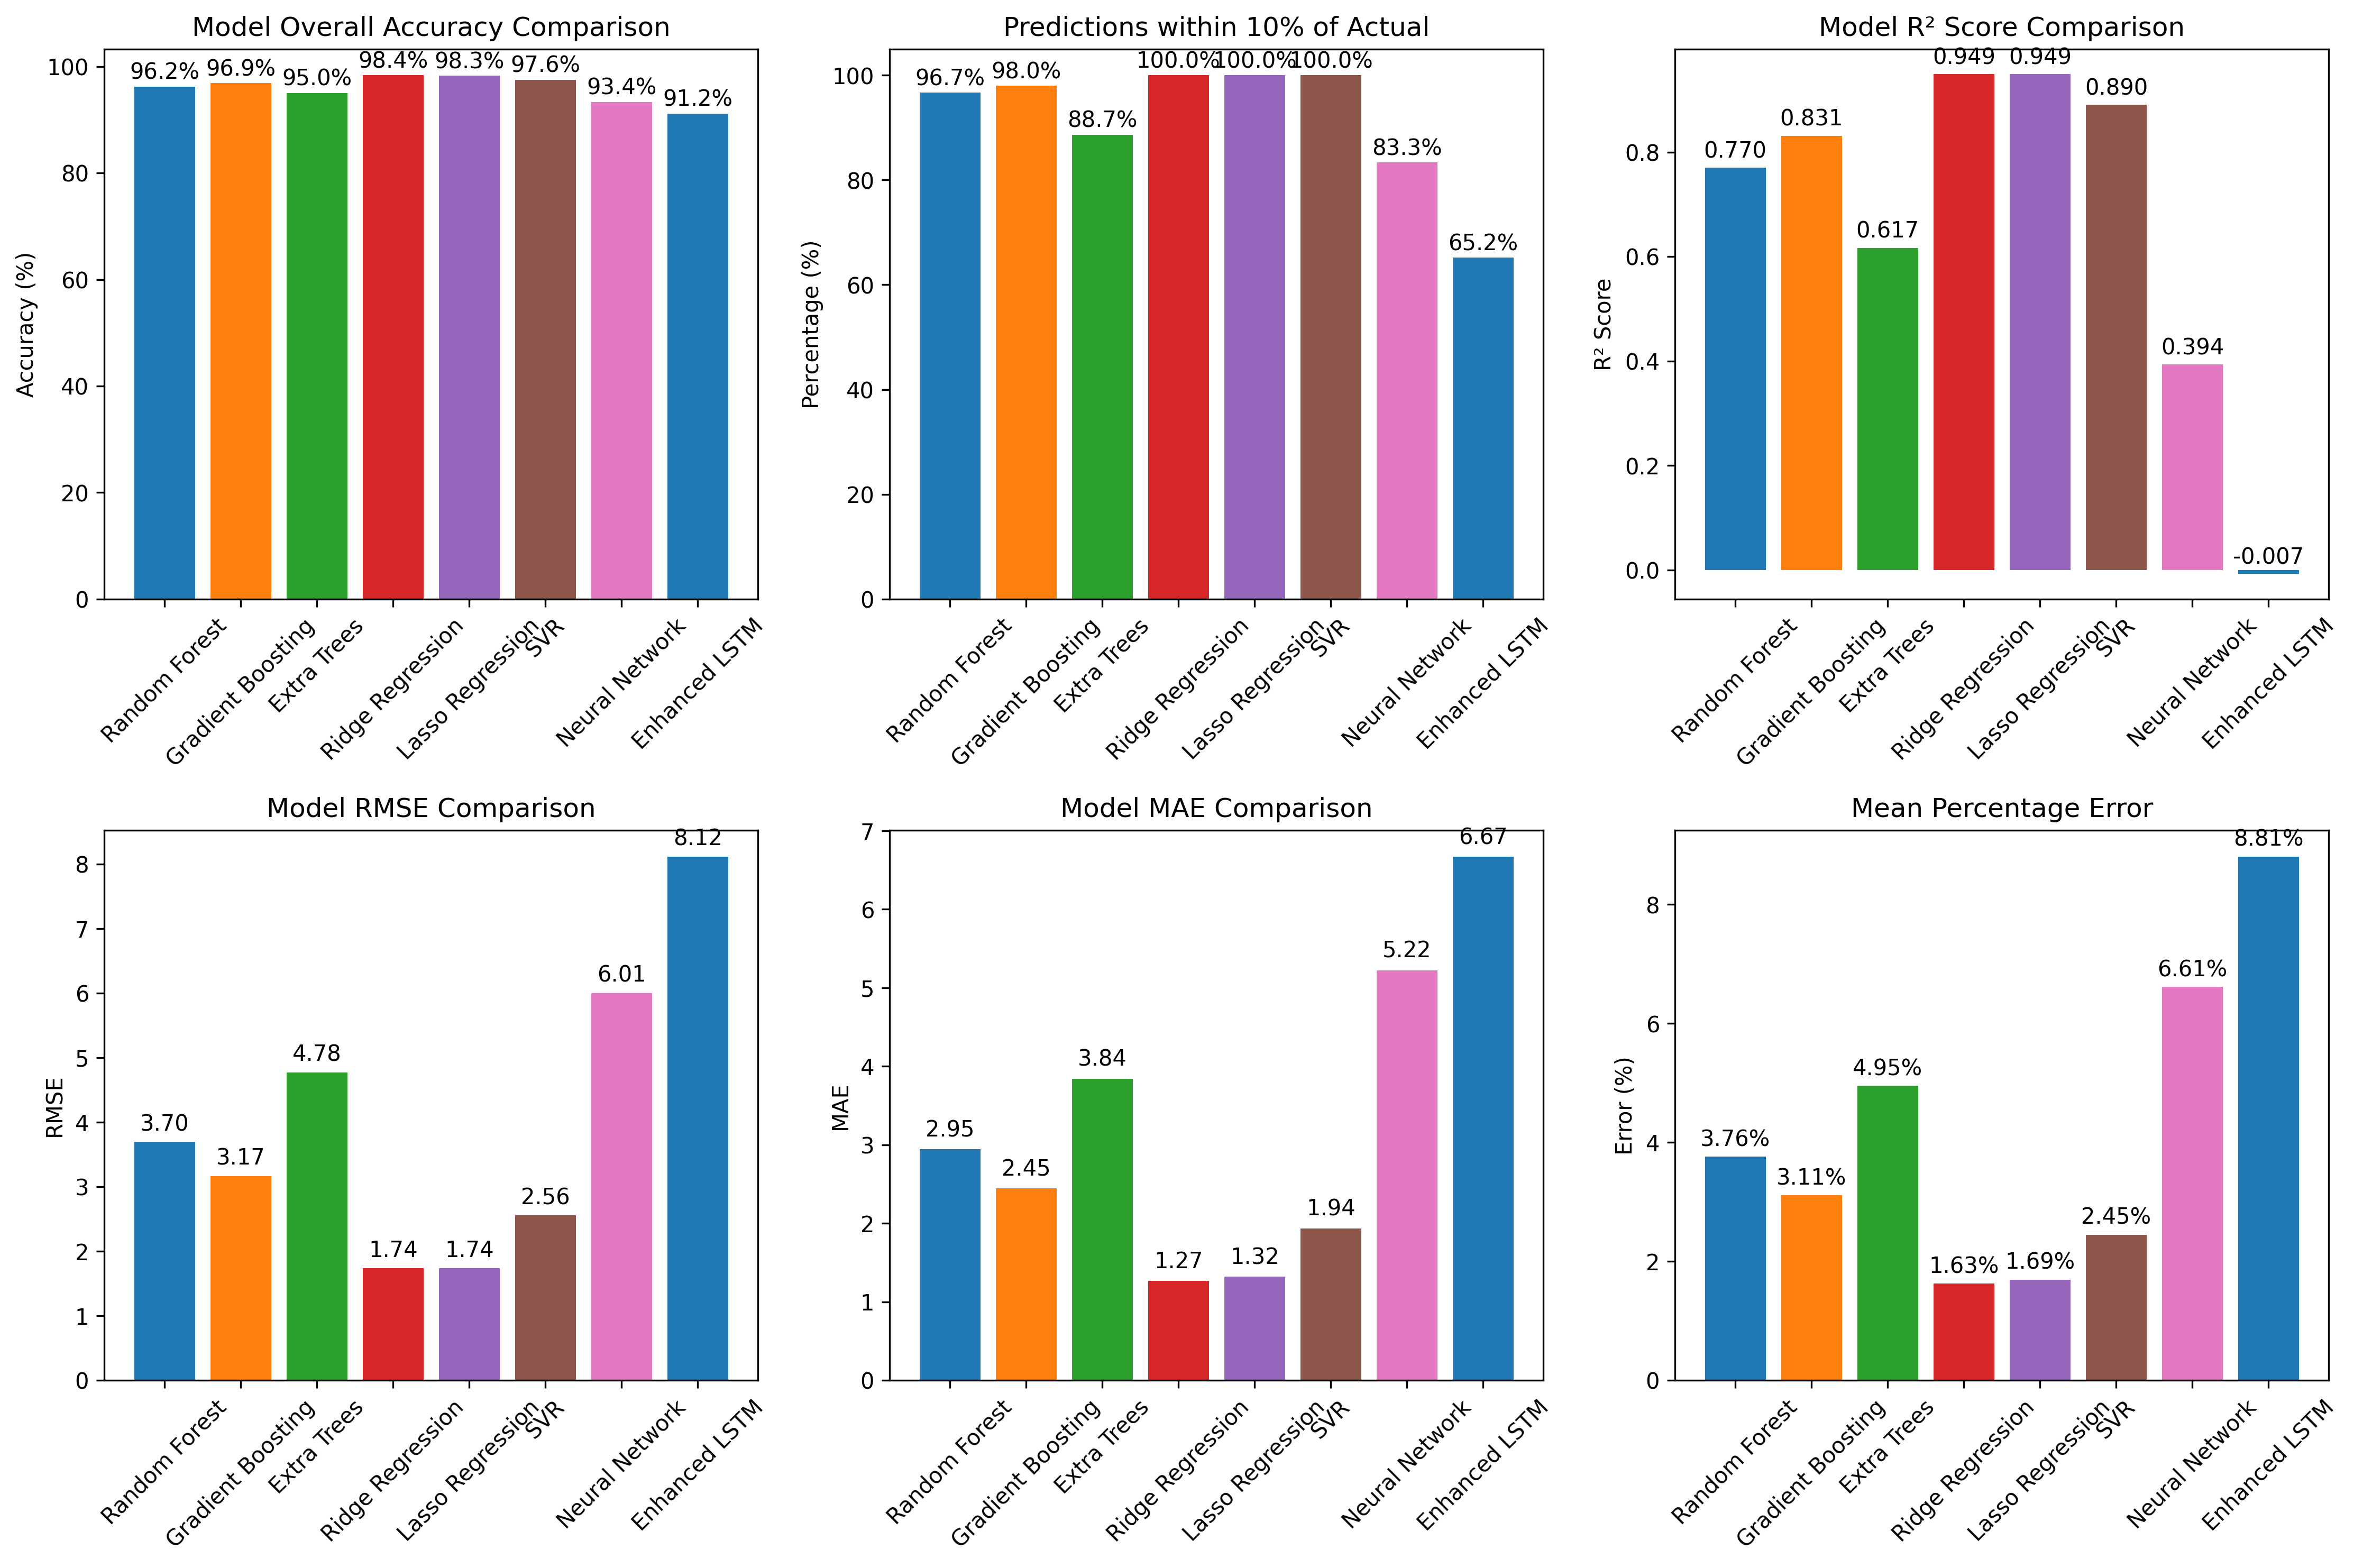 Model Overall Accuracy Comparison
Accuracy (%)
100
80
60
40
20
0
96.2%
96.9%
95.0%
98.4%
98.3%
97.6%
93.4%
91.2%
Random Forest
Gradient Boosting
Extra Trees
Ridge Regression
Lasso Regression
SVR
Neural Network
Enhanced LSTM
Predictions within 10% of Actual
Percentage (%)
100
80
60
40
20
0
96.7%
98.0%
88.7%
100.0%
100.0%
100.0%
83.3%
65.2%
Random Forest
Gradient Boosting
Extra Trees
Ridge Regression
Lasso Regression
SVR
Neural Network
Enhanced LSTM
Model R² Score Comparison
R² Score
0.8
0.6
0.4
0.2
0.0
0.770
0.831
0.617
0.949
0.949
0.890
0.394
-0.007
Random Forest
Gradient Boosting
Extra Trees
Ridge Regression
Lasso Regression
SVR
Neural Network
Enhanced LSTM
Model RMSE Comparison
RMSE
8
7
6
5
4
3
2
1
0
3.70
3.17
4.78
1.74
1.74
2.56
6.01
8.12
Random Forest
Gradient Boosting
Extra Trees
Ridge Regression
Lasso Regression
SVR
Neural Network
Enhanced LSTM
Model MAE Comparison
MAE
7
6
5
4
3
2
1
0
2.95
2.45
3.84
1.27
1.32
1.94
5.22
6.67
Random Forest
Gradient Boosting
Extra Trees
Ridge Regression
Lasso Regression
SVR
Neural Network
Enhanced LSTM
Mean Percentage Error
Error (%)
8
6
4
2
0
3.76%
3.11%
4.95%
1.63%
1.69%
2.45%
6.61%
8.81%
Random Forest
Gradient Boosting
Extra Trees
Ridge Regression
Lasso Regression
SVR
Neural Network
Enhanced LSTM